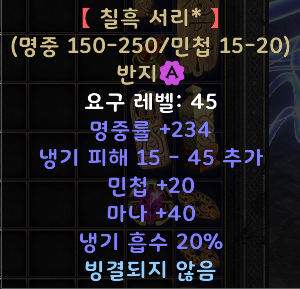 【 칠흑 서리* 】
(명중 150-250/민첩 15-20)
반지A
요구 레벨: 45
명중률 +234
냉기 피해 15 - 45 추가
민첩 +20
마나 +40
냉기 흡수 20%
빙결되지 않음